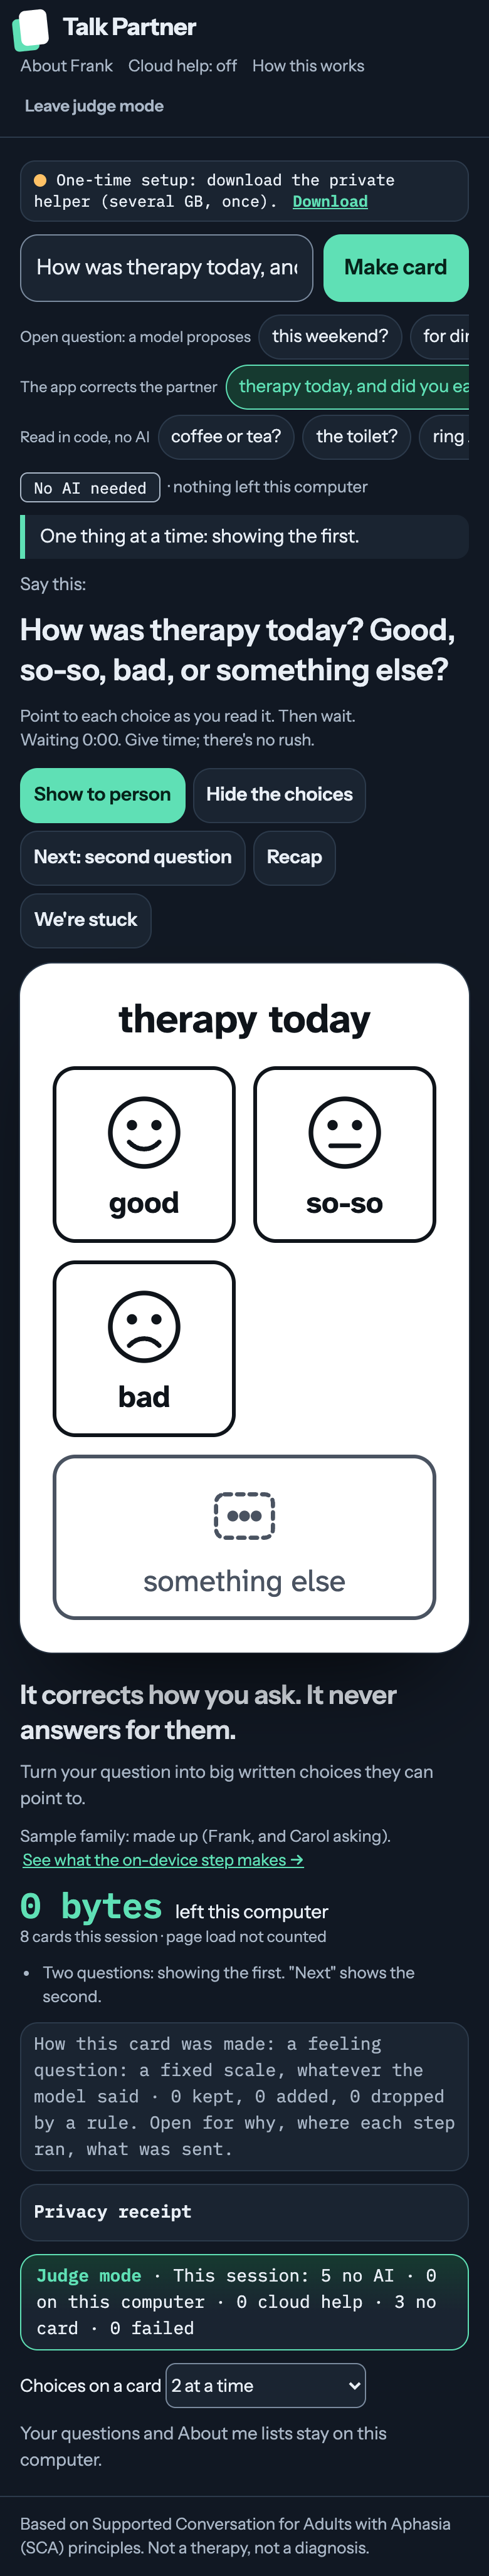 Talk Partner
About Frank Cloud help: off How this works
Leave judge mode
One-time setup: download the private
helper (several GB, once). Download
How was therapy today, and
Make card
Open question: a model proposes this weekend? for din
The app corrects the partner therapy today, and did you ea
Read in code, no AI coffee or tea? the toilet? ring
No AI needed · nothing left this computer
One thing at a time: showing the first.
Say this:
How was therapy today? Good,
so-so, bad, or something else?
Point to each choice as you read it. Then wait.
Waiting 0:00. Give time; there's no rush.
Show to person Hide the choices
Next: second question Recap
We're stuck
therapy today
good so-so
bad
something else
It corrects how you ask. It never
answers for them.
Turn your question into big written choices they can
point to.
Sample family: made up (Frank, and Carol asking).
See what the on-device step makes →
0 bytes left this computer
8 cards this session · page load not counted
• Two questions: showing the first. "Next" shows the
second.
How this card was made: a feeling
question: a fixed scale, whatever the
model said · 0 kept, 0 added, 0 dropped
by a rule. Open for why, where each step
ran, what was sent.
Privacy receipt
Judge mode · This session: 5 no AI · 0
on this computer · 0 cloud help · 3 no
card · 0 failed
Choices on a card 2 at a time
Your questions and About me lists stay on this
computer.
Based on Supported Conversation for Adults with Aphasia
(SCA) principles. Not a therapy, not a diagnosis.